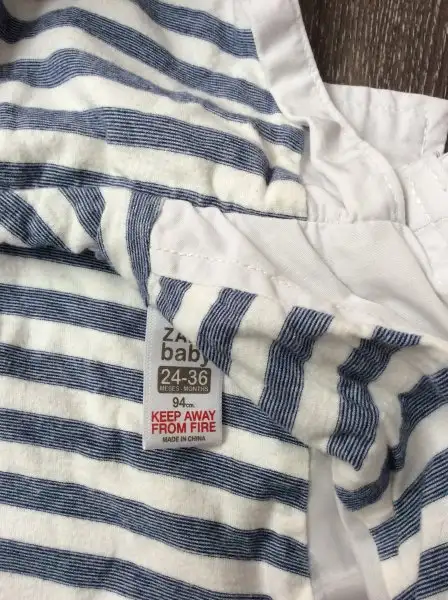 baby
24-36
MESES - MONTHS
94cm.
KEEP AWAY
FROM FIRE
MADE IN CHINA